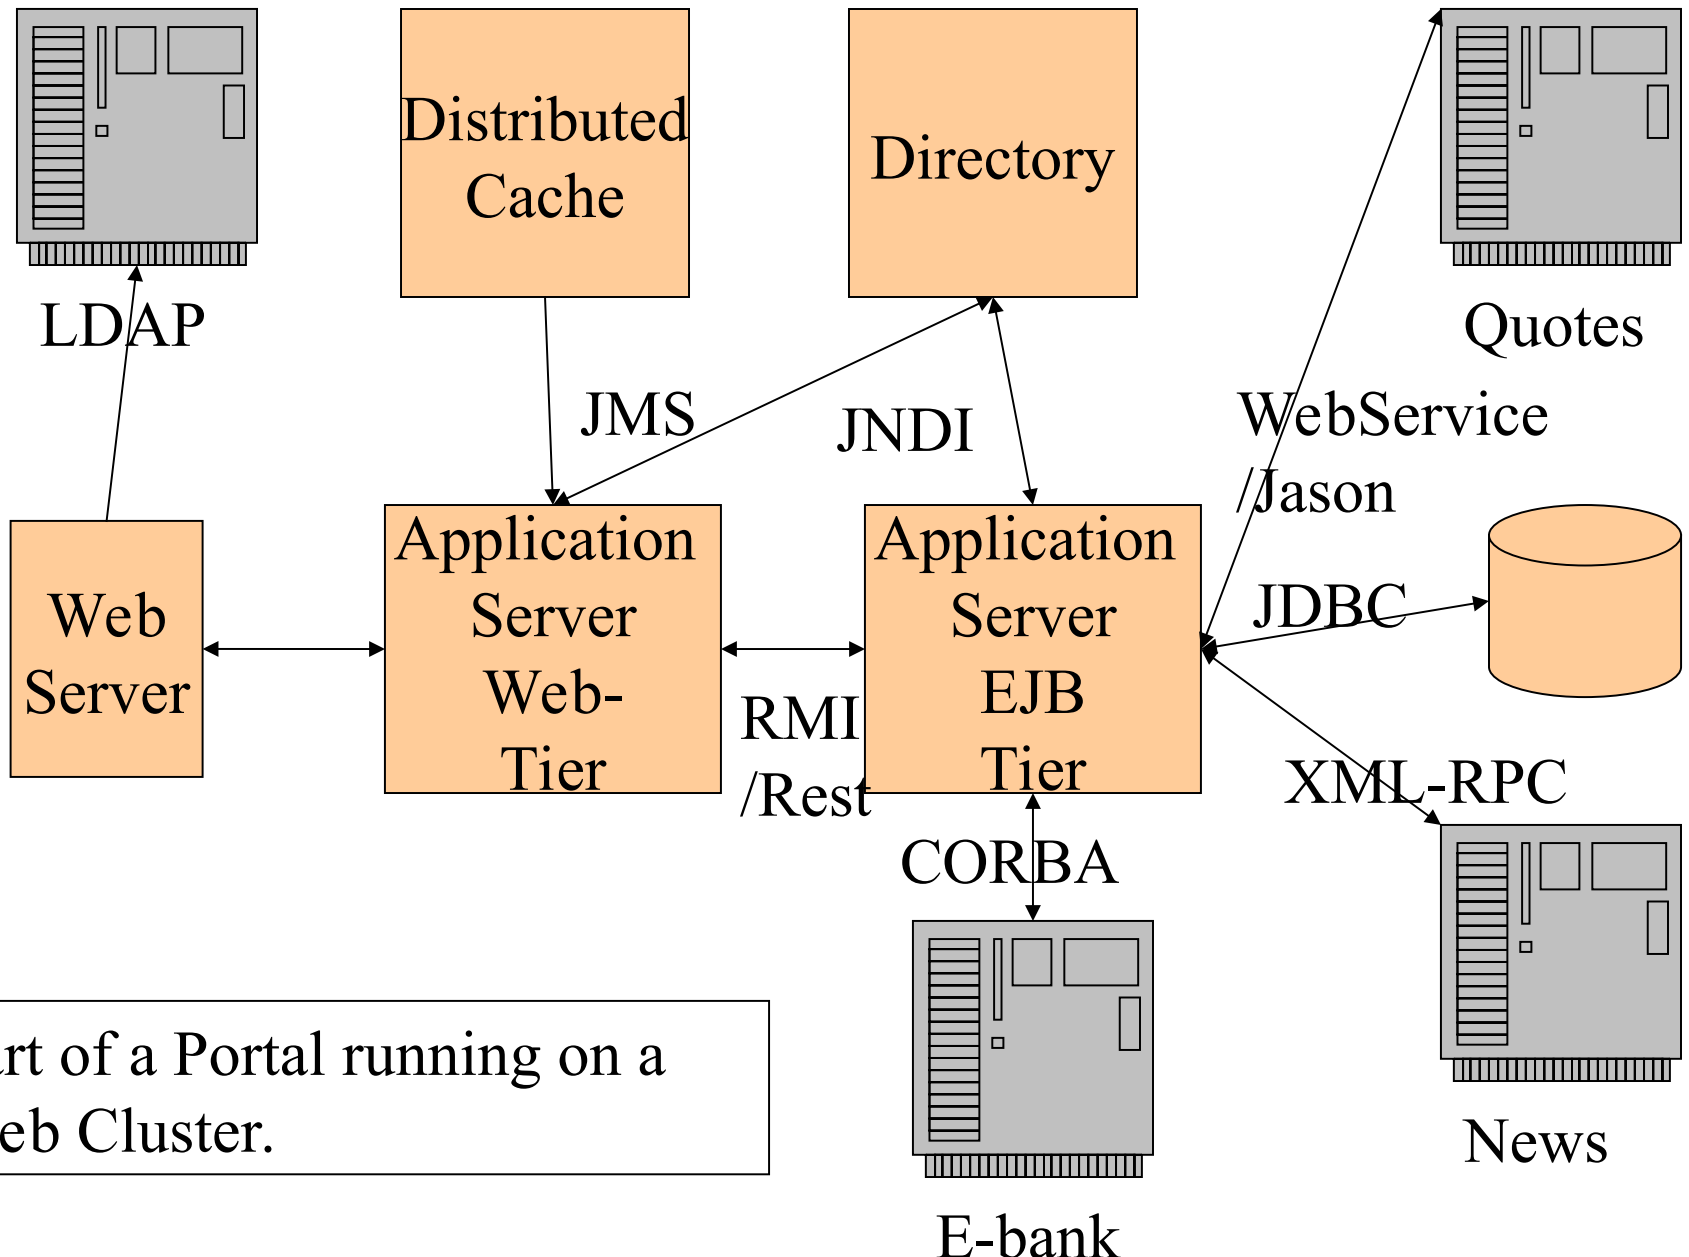 Distributed
Cache
Directory
LDAP
Quotes
JMS
JNDI
WebService
/Jason
Web
Server
Application
Server
Web-
Tier
RMI
/Rest
Application
Server
EJB
Tier
JDBC
XML-RPC
CORBA
art of a Portal running on a
eb Cluster.
E-bank
News